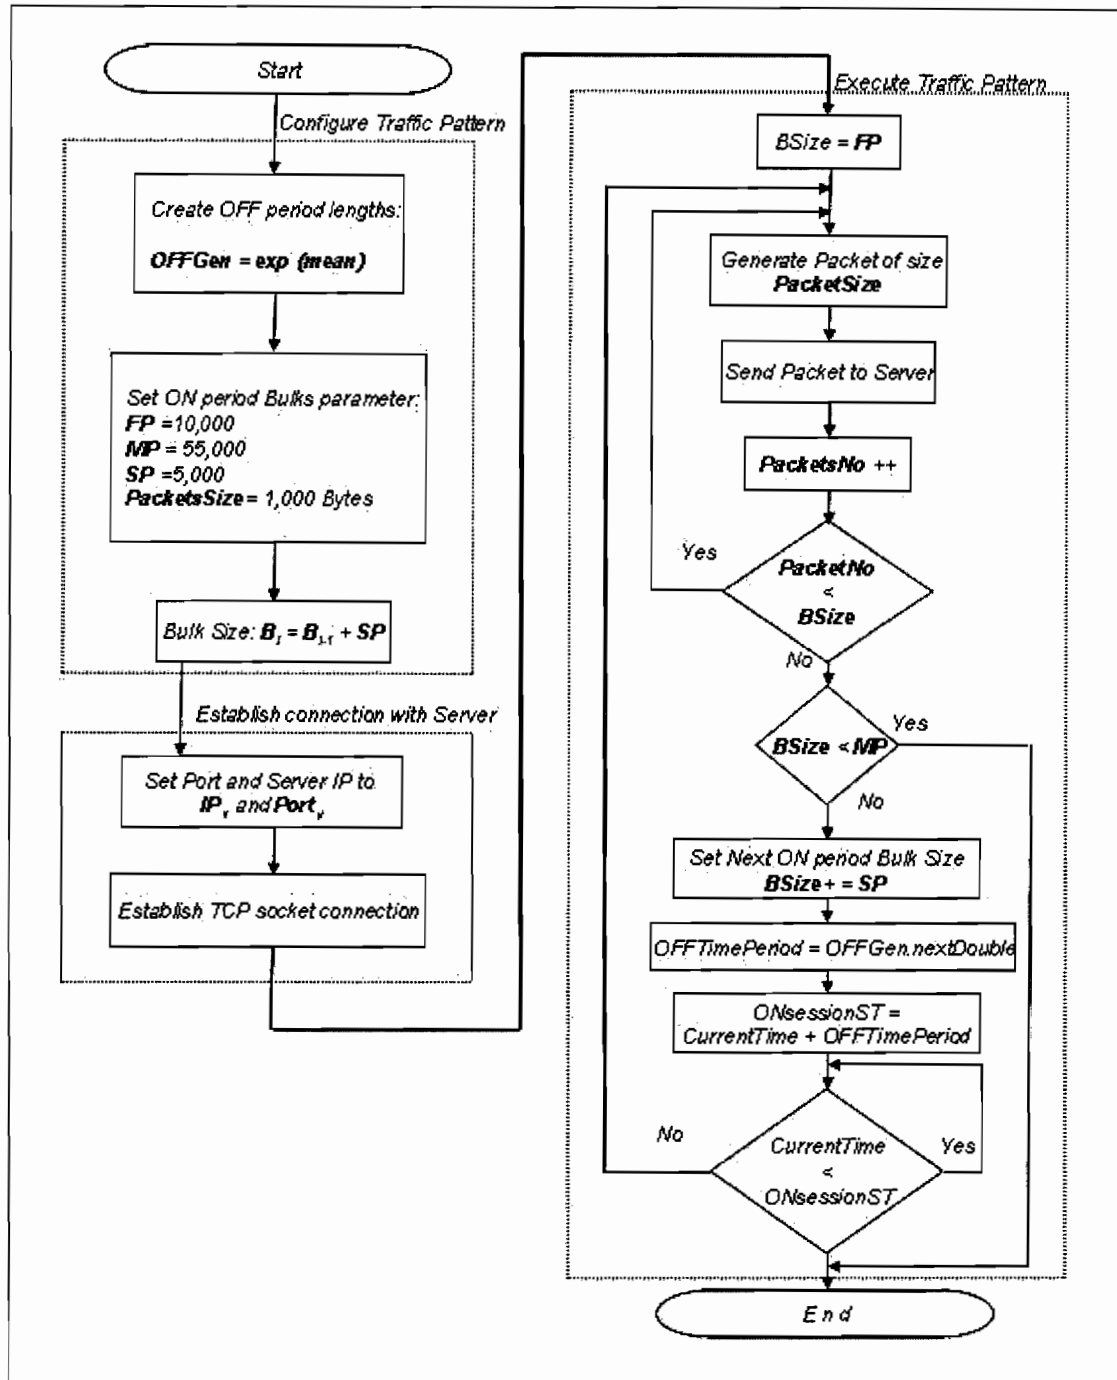 Start
Configure Traffic Pattern
Create OFF period lengths:
OFFGen = exp (mean)
Set ON period Bulks parameter:
FP =10,000
MP = 55,000
SP =5,000
PacketsSize= 1,000 Bytes
Bulk Size: B_i = B_i-1 + SP
Establish connection with Server
Set Port and Server IP to
IP_v and Port_v
Establish TCP socket connection
Execute Traffic Pattern
BSize = FP
Generate Packet of size
PacketSize
Send Packet to Server
PacketsNo ++
Yes
PacketNo
<
BSize
No
BSize <MP
Yes
No
Set Next ON period Bulk Size
BSize+ = SP
OFFTimePeriod = OFFGen.nextDouble
ONsessionST =
CurrentTime + OFFTimePeriod
No
CurrentTime
<
ONsessionST
Yes
End